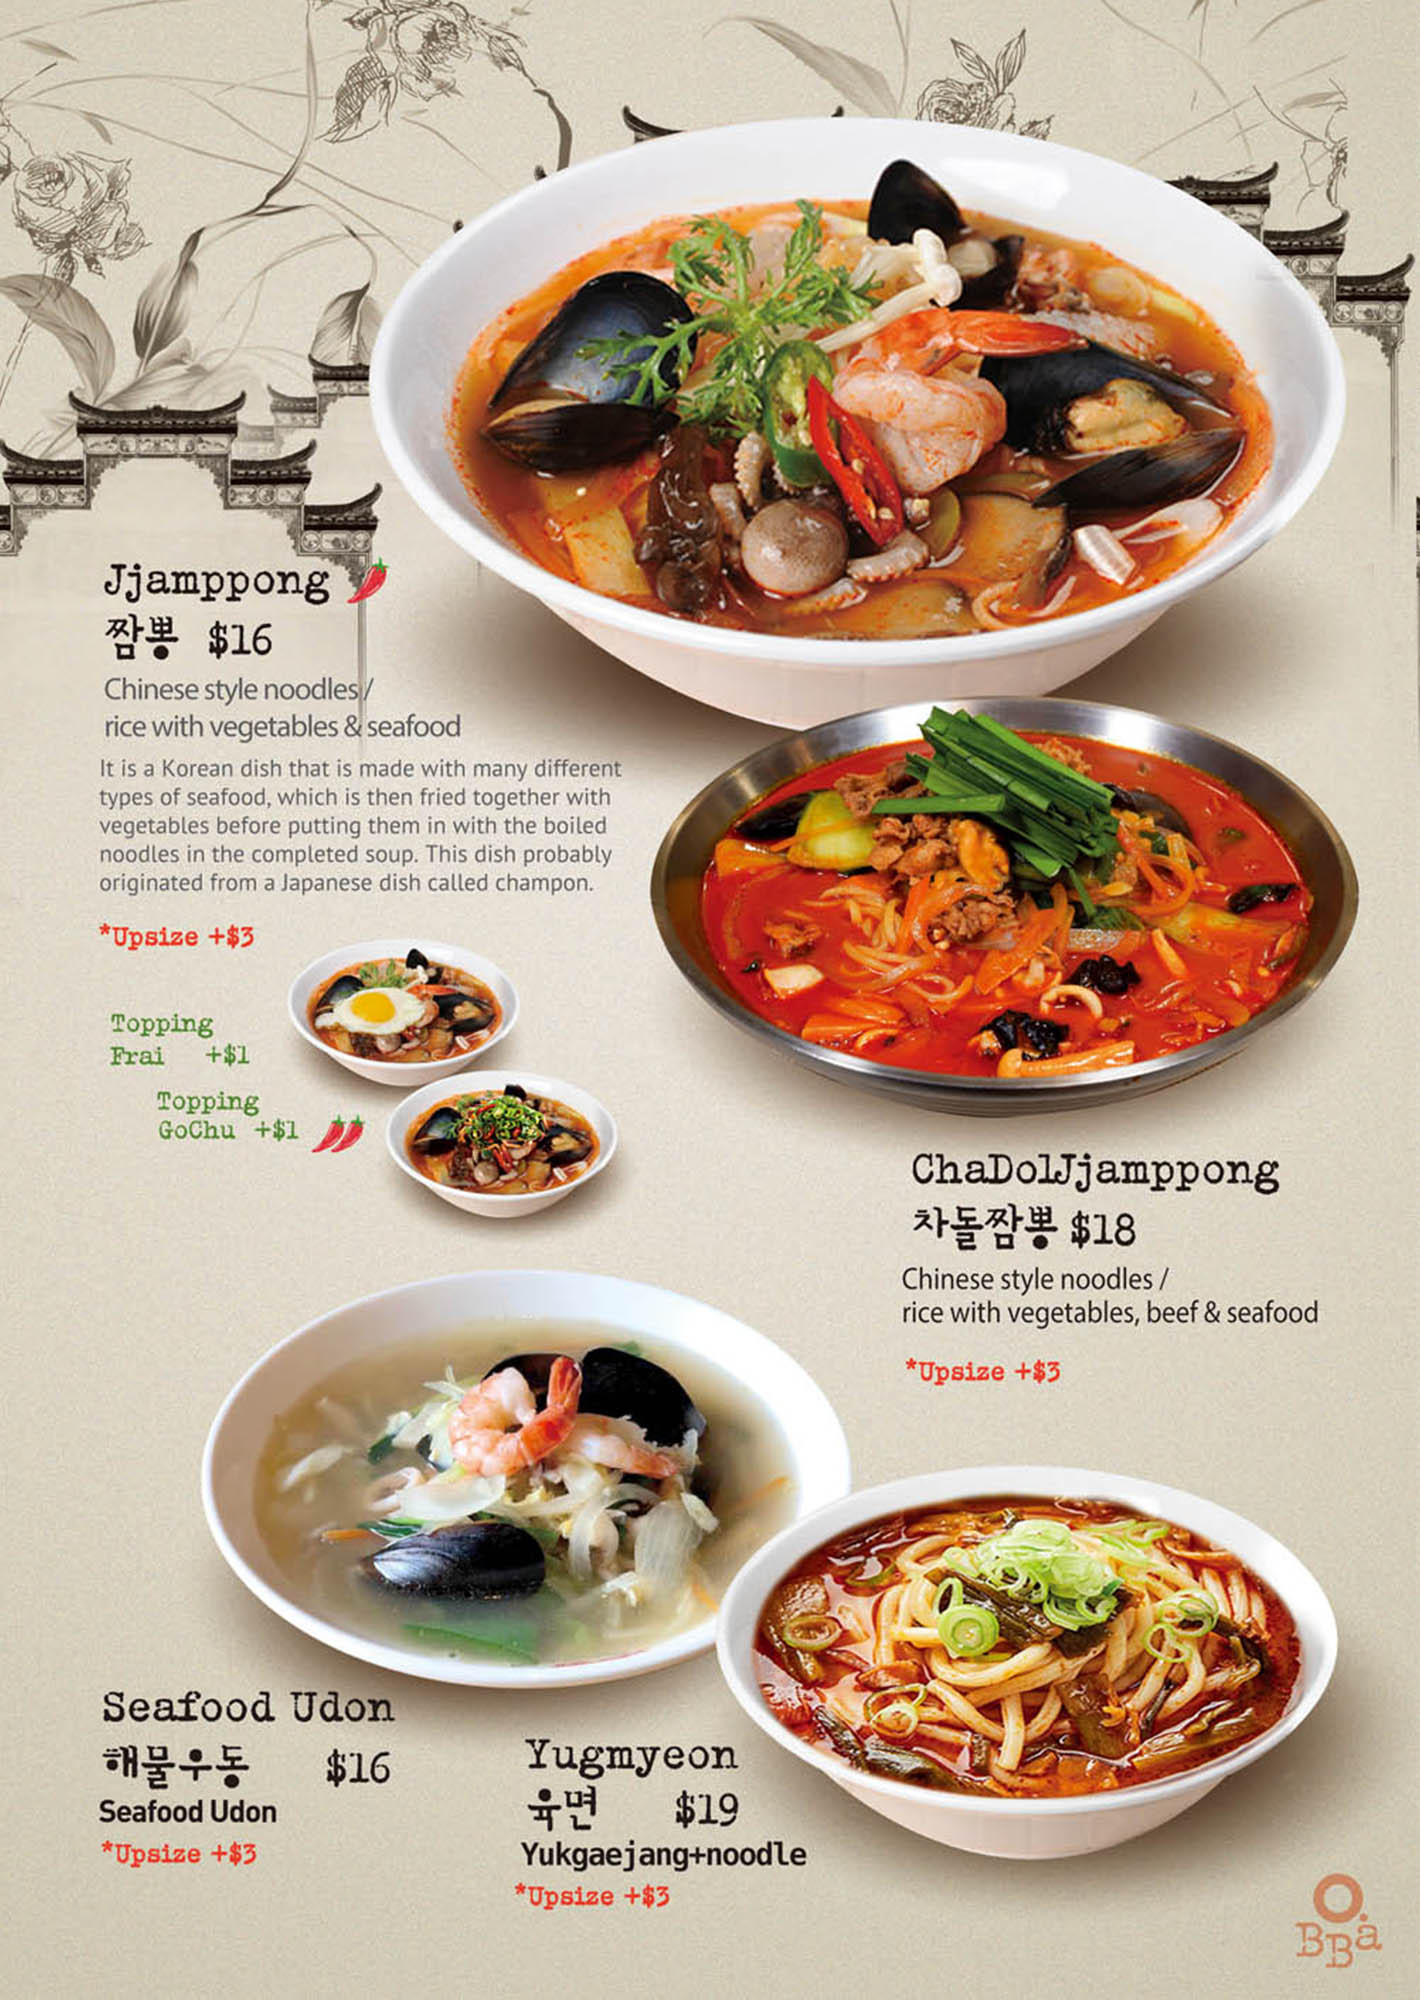 Jjamppong
짬뽕 $16
Chinese style noodles/
rice with vegetables & seafood
It is a Korean dish that is made with many different
types of seafood, which is then fried together with
vegetables before putting them in with the boiled
noodles in the completed soup. This dish probably
originated from a Japanese dish called champon.
*Upsize +$3
Topping
Frai +$1
Topping
GoChu +$1
ChaDolJjamppong
차돌짬뽕 $18
Chinese style noodles /
rice with vegetables, beef & seafood
*Upsize +$3
Seafood Udon
해물우동 $16
Seafood Udon
*Upsize +$3
Yugmyeon
육면 $19
Yukgaejang+noodle
*Upsize +$3
O.
BBa